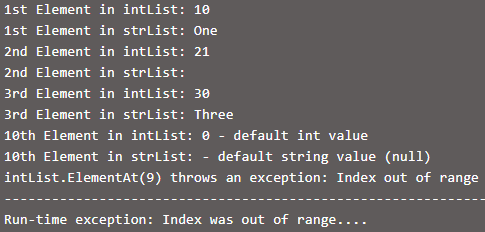 1st Element in intList: 10
1st Element in strList: One
2nd Element in intList: 21
2nd Element in strList:
3rd Element in intList: 30
3rd Element in strList: Three
10th Element in intList: 0 - default int value
10th Element in strList: - default string value (null)
intList.ElementAt(9) throws an exception: Index out of range
-------------------------------------------------------------
Run-time exception: Index was out of range....